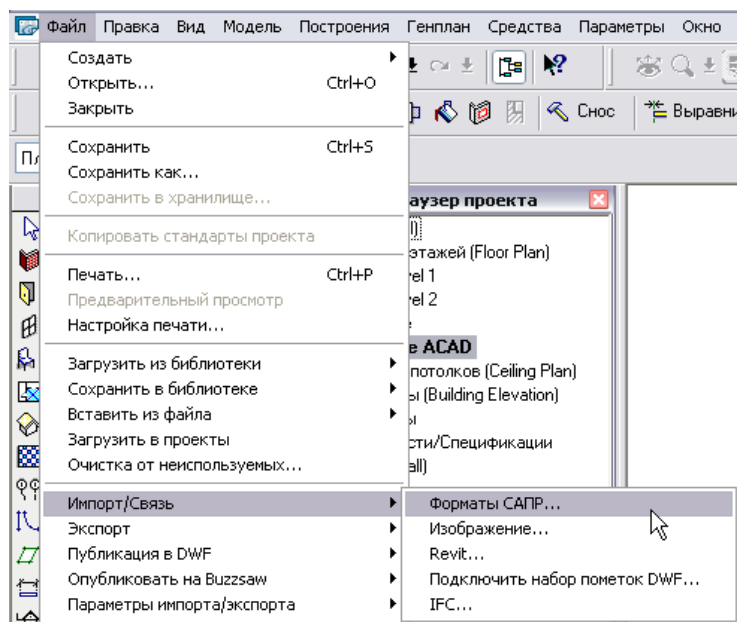 Файл Правка Вид Модель Построения Генплан Средства Параметры Окно
Создать
Открыть... Ctrl+O
Закрыть
Снос Выравни
Сохранить Ctrl+S
Сохранить как...
Сохранить в хранилище...
аузер проекта
Копировать стандарты проекта
этажей (Floor Plan)
Печать... Ctrl+P
vel 1
Предварительный просмотр
vel 2
Настройка печати...
e ACAD
Загрузить из библиотеки
потолков (Ceiling Plan)
Сохранить в библиотеке
ы (Building Elevation)
Вставить из файла
ы
Загрузить в проекты
сти/Спецификации
Очистка от неиспользуемых...
all)
Импорт/Связь
Форматы САПР...
Экспорт
Изображение...
Публикация в DWF
Revit...
Опубликовать на Buzzsaw
Подключить набор пометок DWF...
Параметры импорта/экспорта
IFC...